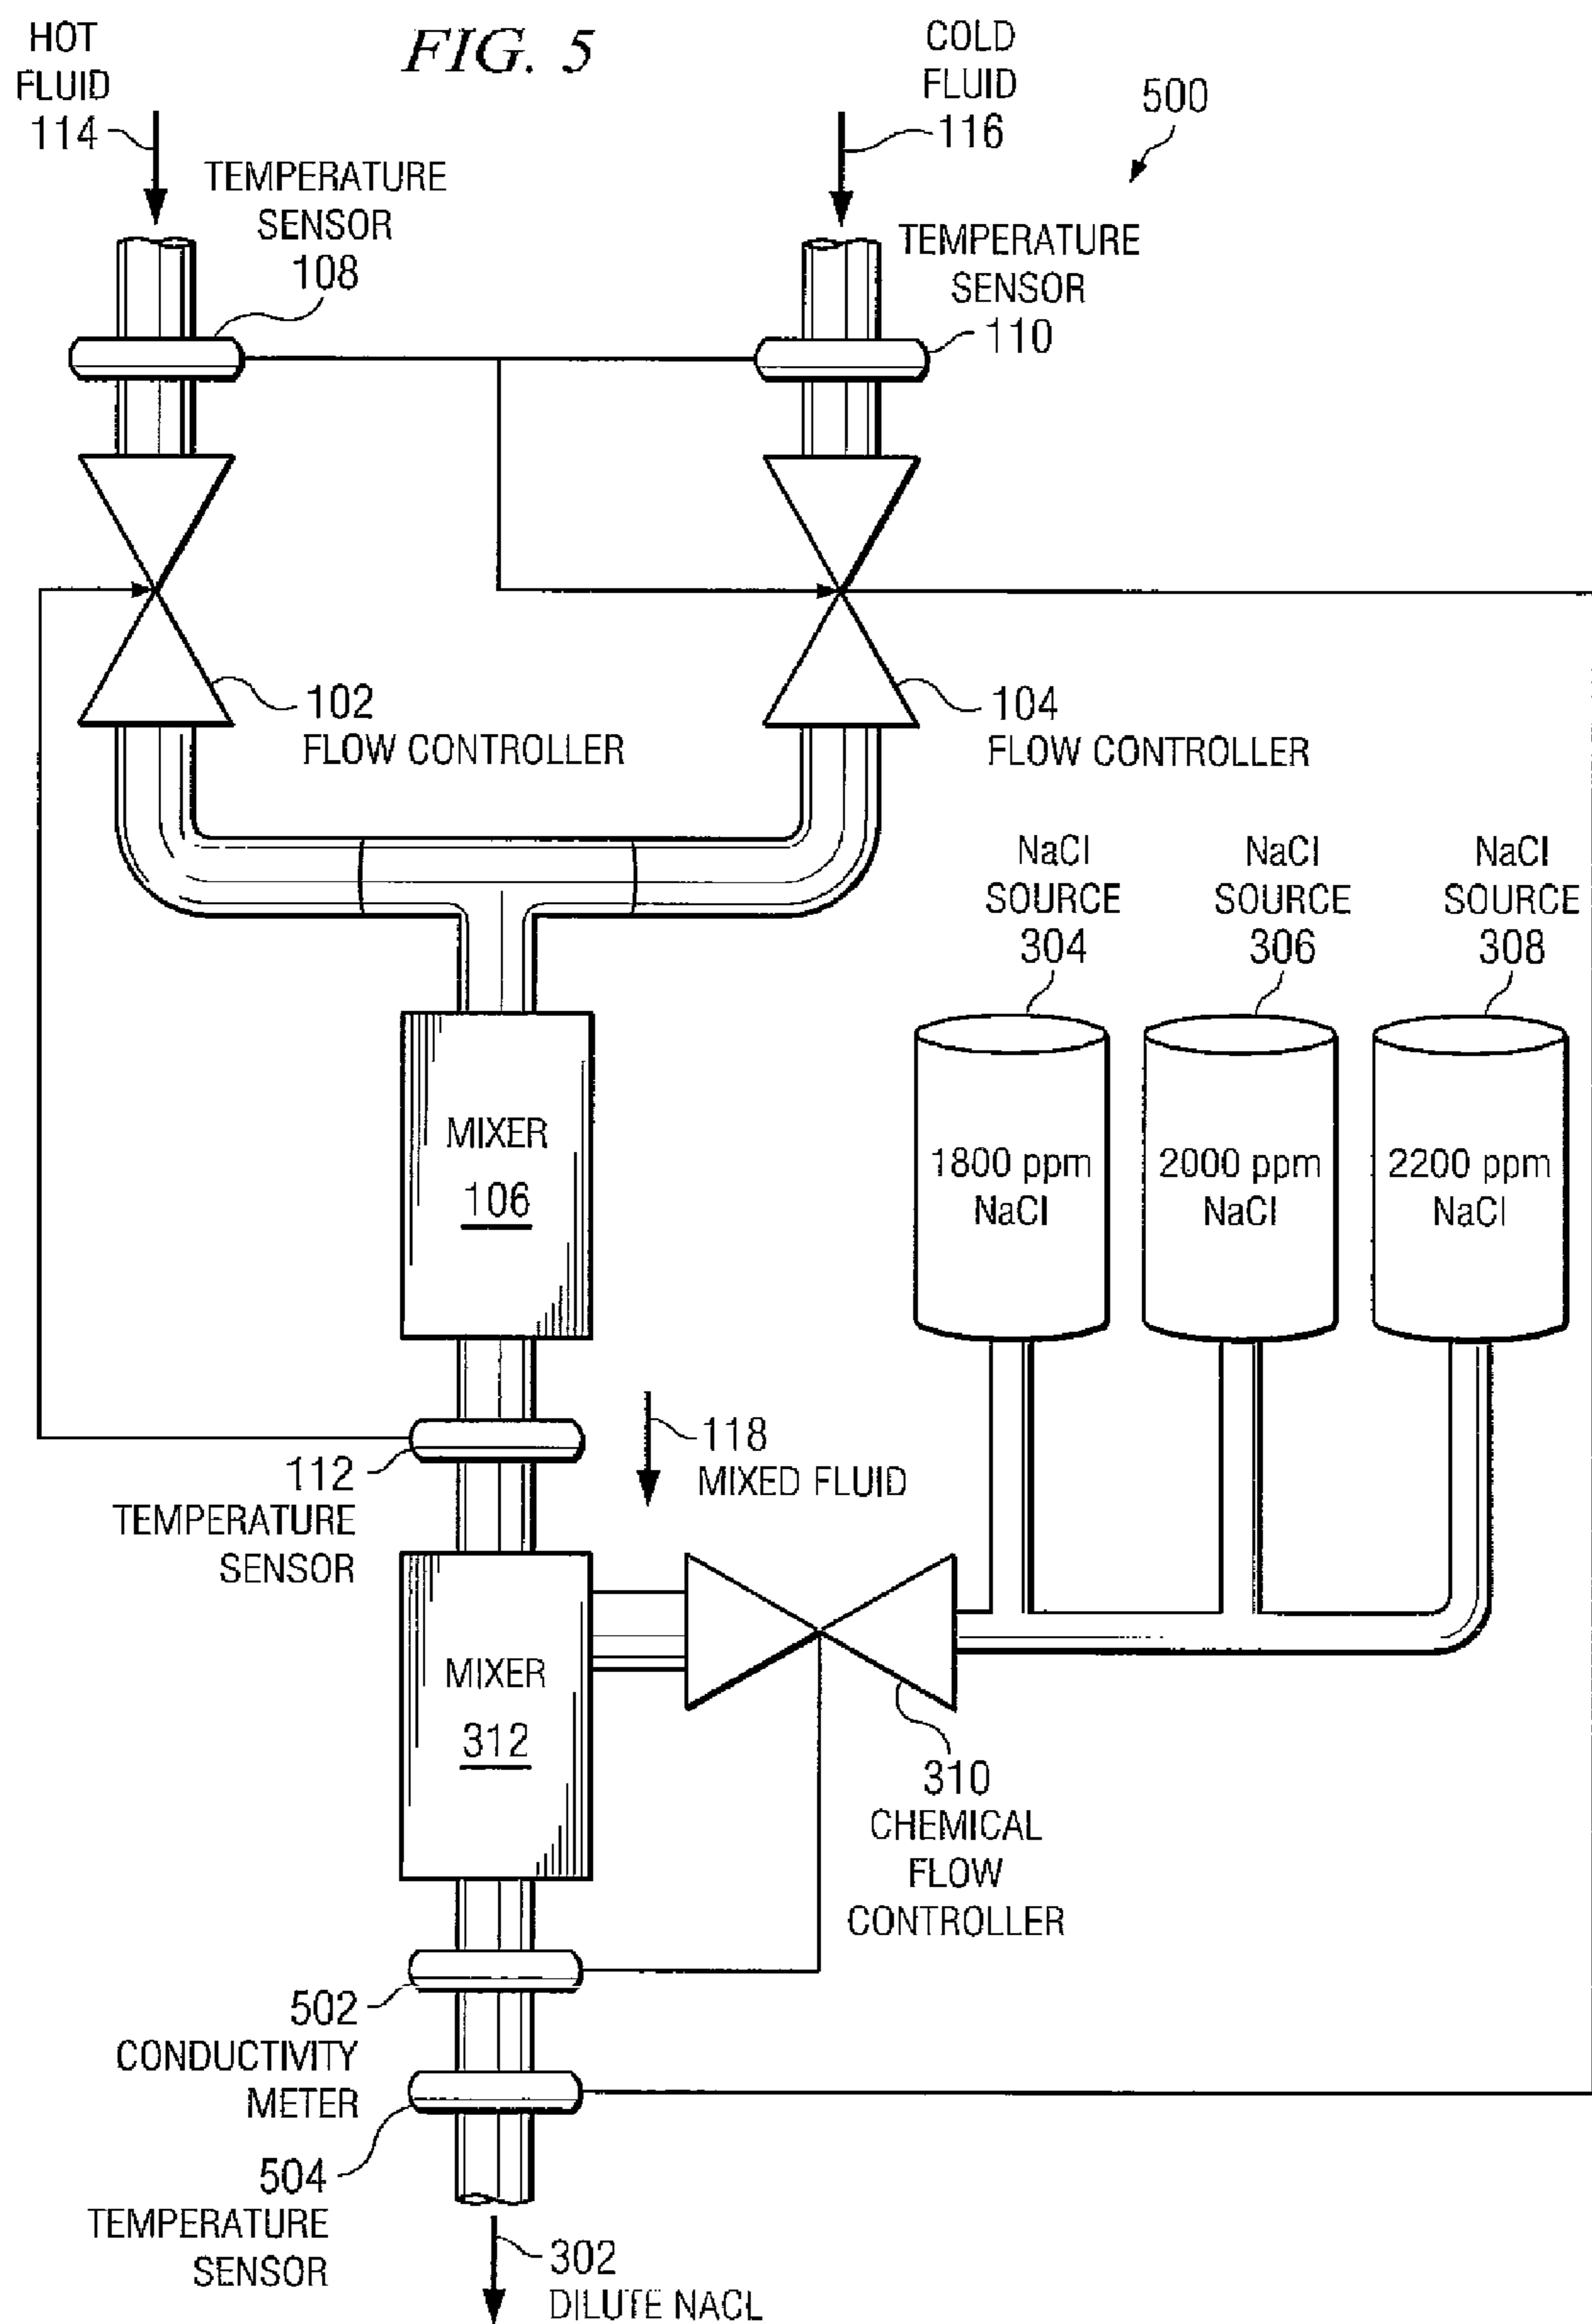 FIG. 5
HOT
FLUID
114
COLD
FLUID
116
500
TEMPERATURE
SENSOR
108
TEMPERATURE
SENSOR
110
102
FLOW CONTROLLER
104
FLOW CONTROLLER
NaCl
SOURCE
304
NaCl
SOURCE
306
NaCl
SOURCE
308
MIXER
106
1800 ppm
NaCl
2000 ppm
NaCl
2200 ppm
NaCl
118
MIXED FLUID
112
TEMPERATURE
SENSOR
MIXER
312
310
CHEMICAL
FLOW
CONTROLLER
502
CONDUCTIVITY
METER
504
TEMPERATURE
SENSOR
302
DILUTE NACL